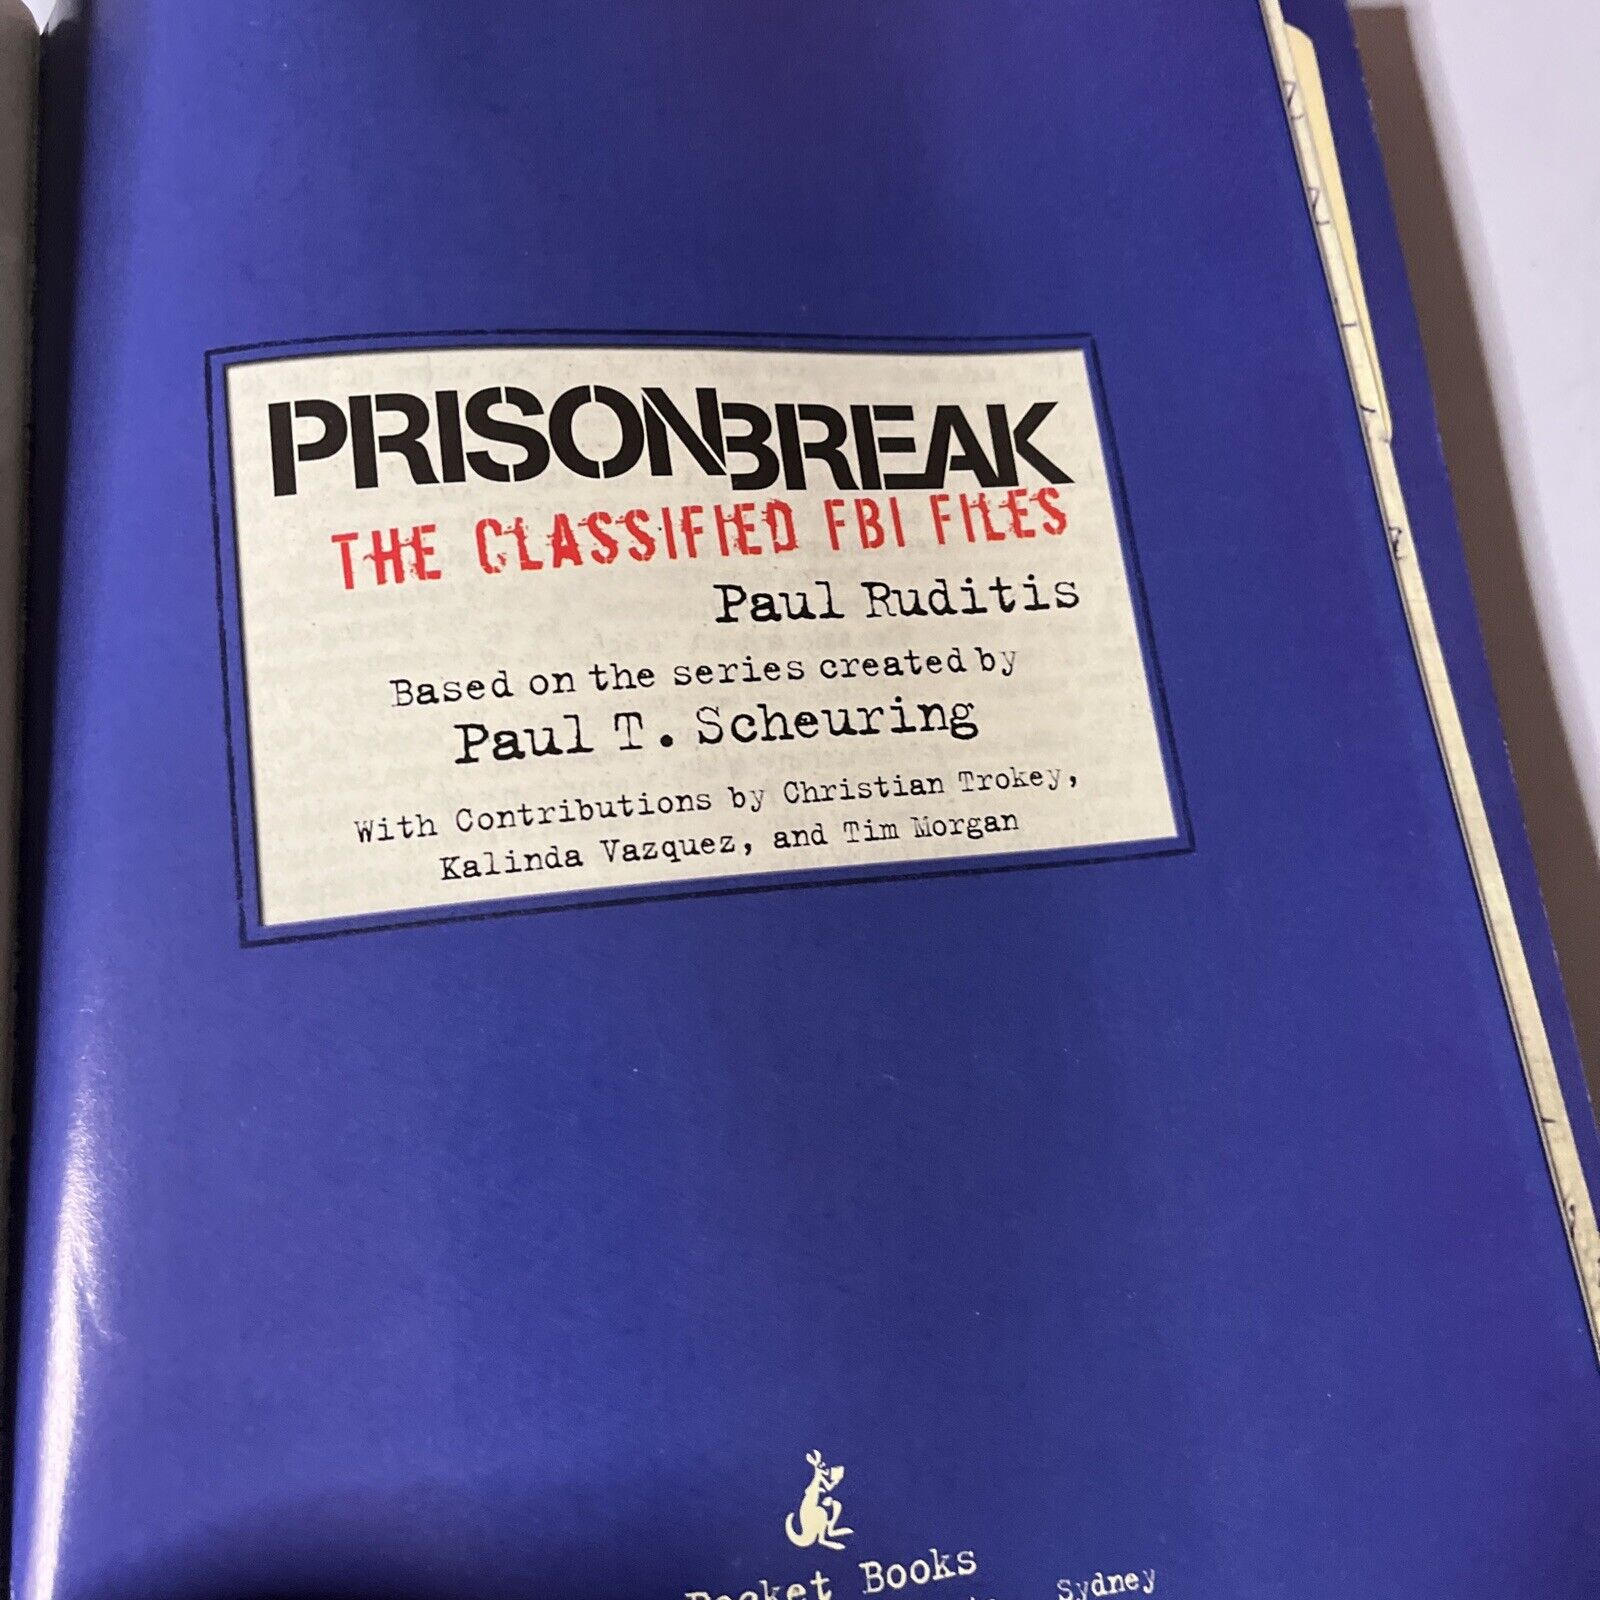 PRISONBREAK
THE CLASSIFIED FBI FILES
Paul Ruditis
Based on the series created by
Paul T. Scheuring
With Contributions by Christian Trokey,
Kalinda Vazquez, and Tim Morgan
Pocket Books
Sydney